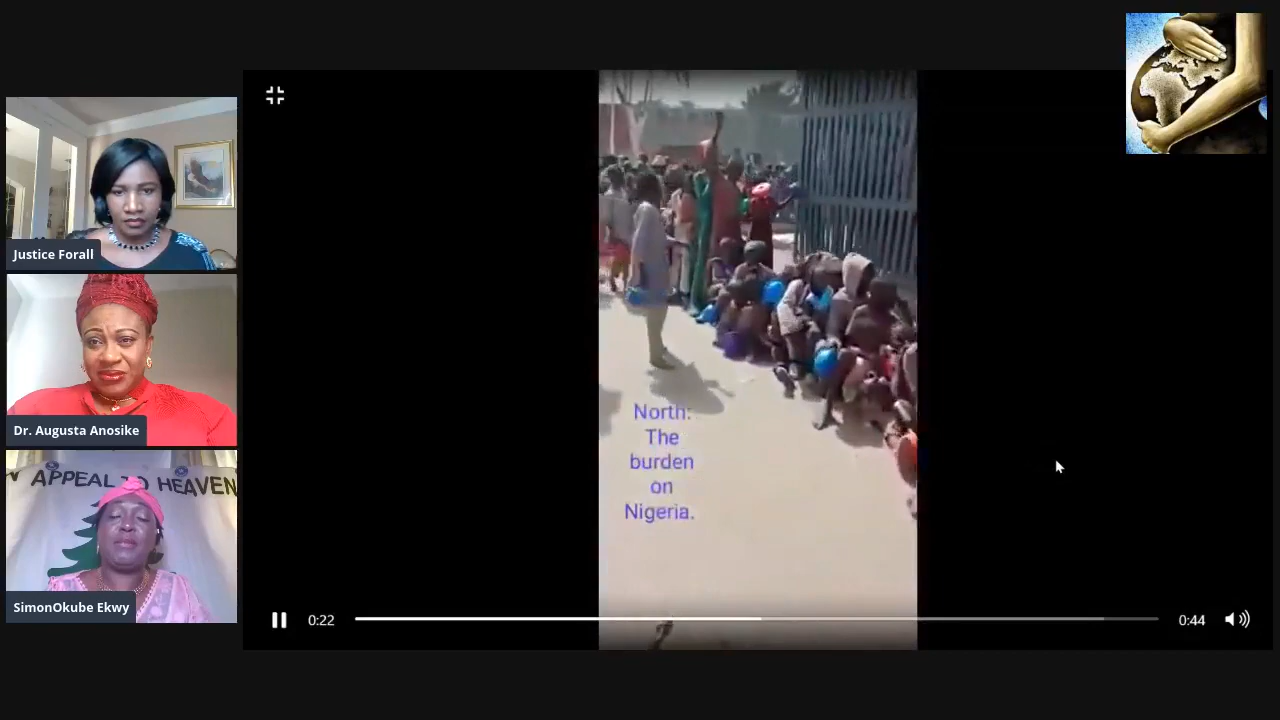 Justice Forall
Dr. Augusta Anosike
APPEAL TO HEAVEN
SimonOkube Ekwy
North:
The
burden
on
Nigeria.
0:22
0:44